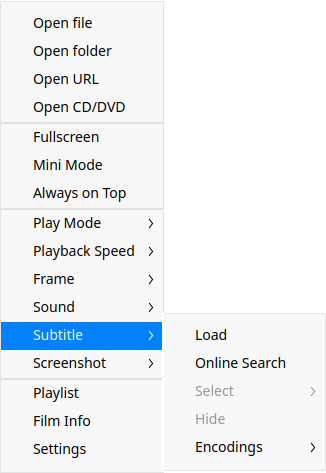 Open file
Open folder
Open URL
Open CD/DVD
Fullscreen
Mini Mode
Always on Top
Play Mode
Playback Speed
Frame
Sound
Subtitle
Screenshot
Playlist
Film Info
Settings
Load
Online Search
Select
Hide
Encodings